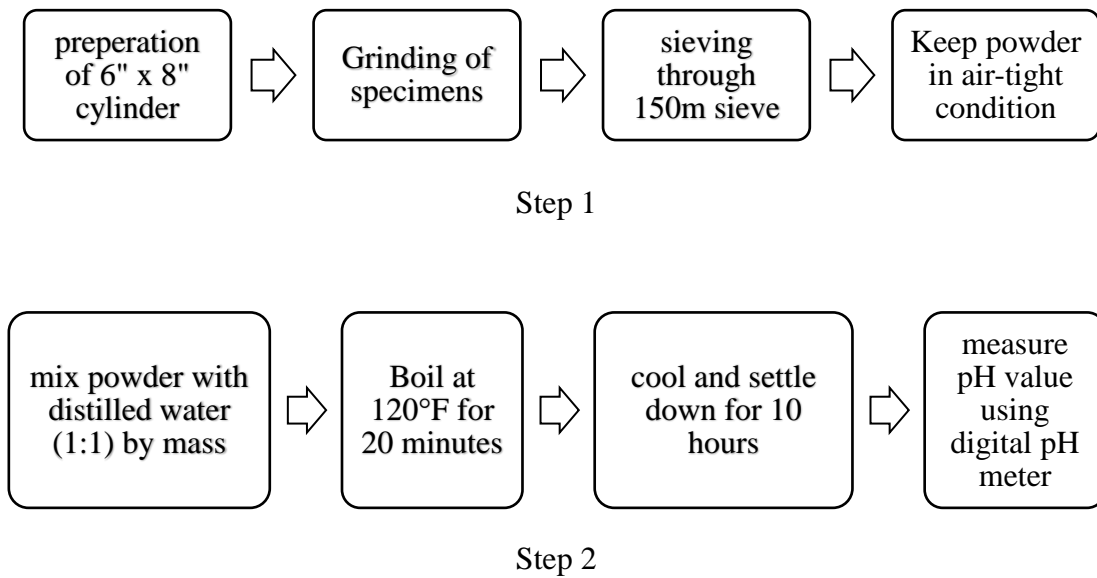 preperation
of 6" x 8"
cylinder
Grinding of
specimens
sieving
through
150m sieve
Keep powder
in air-tight
condition
Step 1
mix powder with
distilled water
(1:1) by mass
Boil at
120°F for
20 minutes
cool and settle
down for 10
hours
measure
pH value
using
digital pH
meter
Step 2